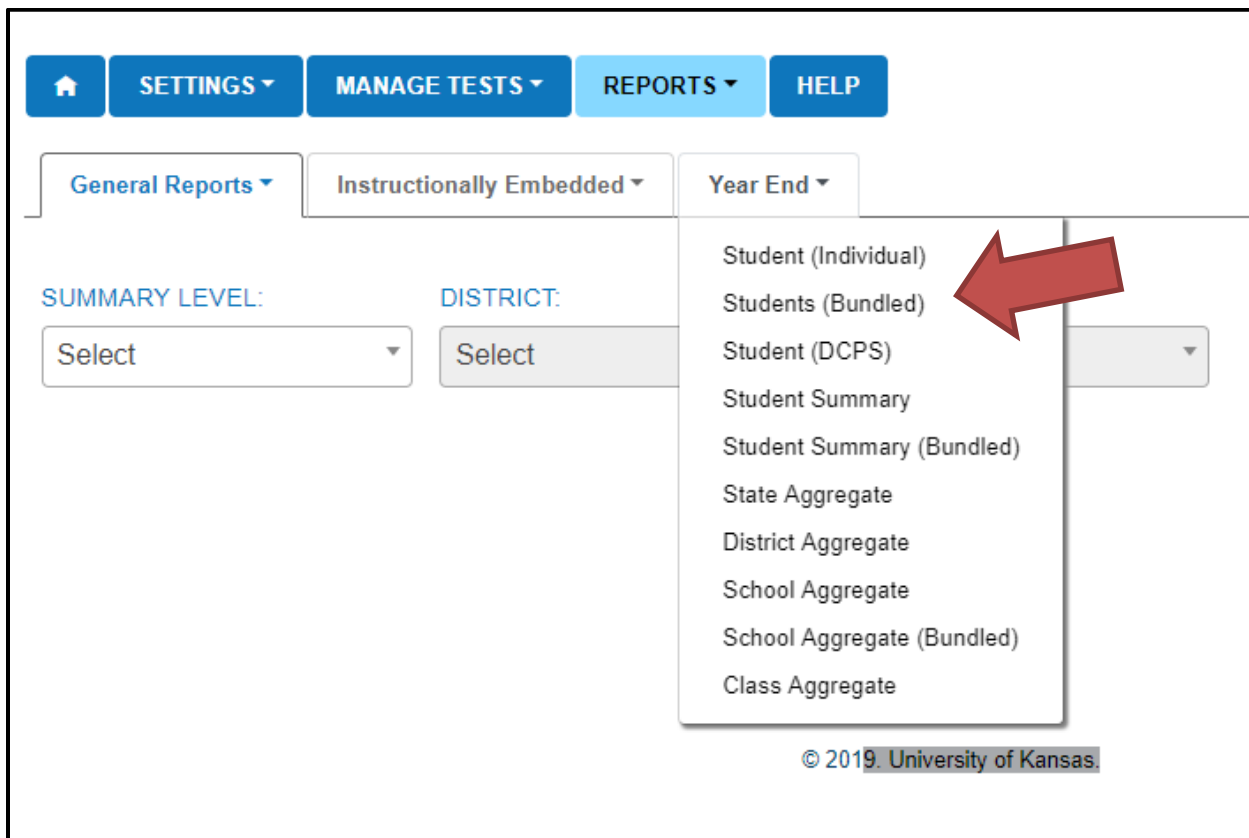 SETTINGS MANAGE TESTS REPORTS HELP
General Reports Instructionally Embedded Year End
Student (Individual)
Students (Bundled)
Student (DCPS)
Student Summary
Student Summary (Bundled)
State Aggregate
District Aggregate
School Aggregate
School Aggregate (Bundled)
Class Aggregate
SUMMARY LEVEL: DISTRICT:
Select Select
© 2019. University of Kansas.